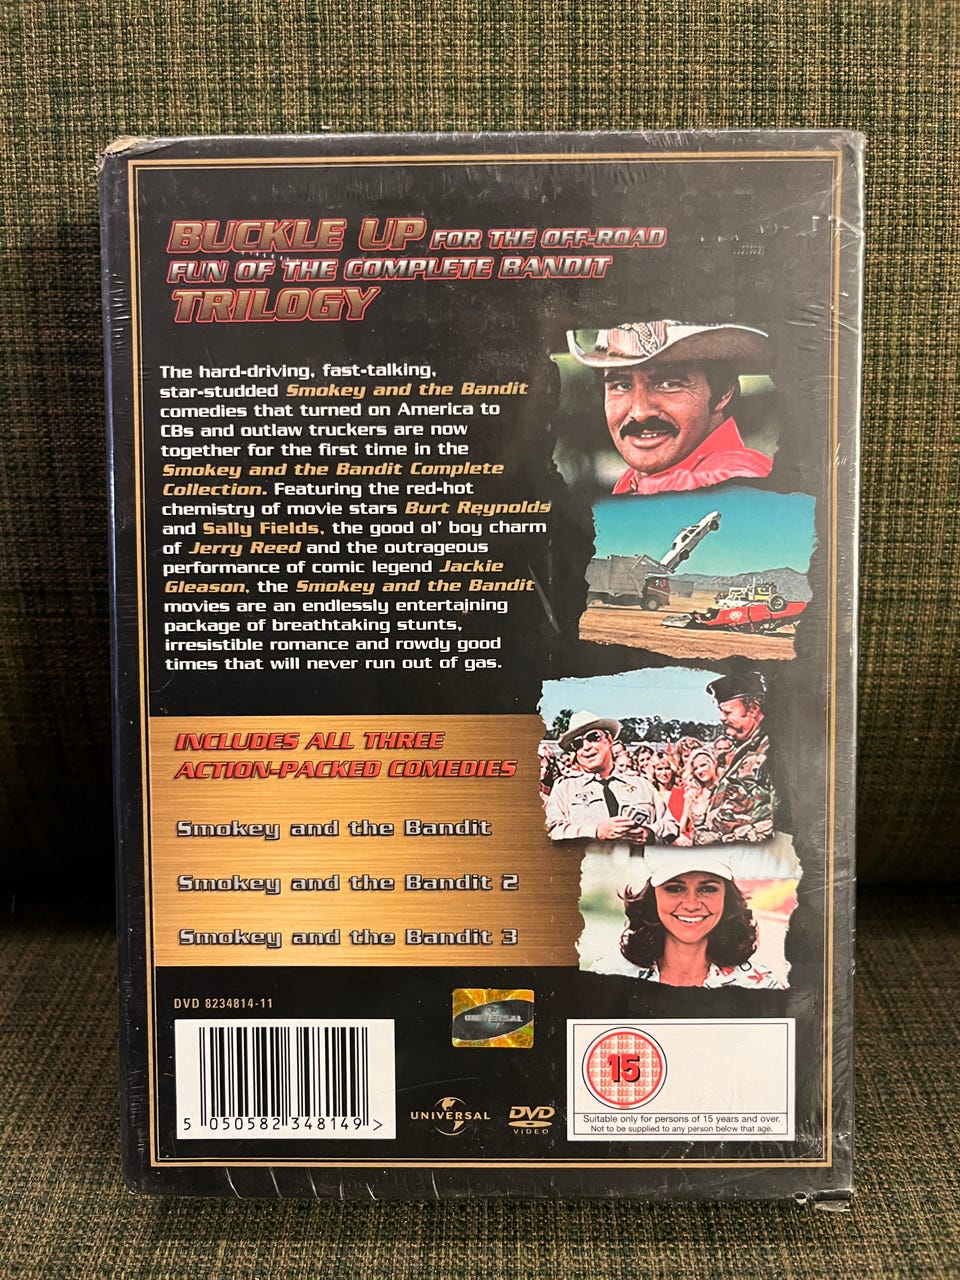 BUCKLE UP FOR THE OFF-ROAD
FUN OF THE COMPLETE BANDIT
TRILOGY
The hard-driving, fast-talking,
star-studded Smokey and the Bandit
comedies that turned on America to
CBs and outlaw truckers are now
together for the first time in the
Smokey and the Bandit Complete
Collection. Featuring the red-hot
chemistry of movie stars Burt Reynolds
and Sally Fields, the good ol' boy charm
of Jerry Reed and the outrageous
performance of comic legend Jackie
Gleason, the Smokey and the Bandit
movies are an endlessly entertaining
package of breathtaking stunts,
irresistible romance and rowdy good
times that will never run out of gas.
INCLUDES ALL THREE
ACTION-PACKED COMEDIES
Smokey and the Bandit
Smokey and the Bandit 2
Smokey and the Bandit 3
DVD 8234814-11
UNIVERSAL
5 050582 348149 >
UNIVERSAL
DVD
VIDEO
15
Suitable only for persons of 15 years and over.
Not to be supplied to any person below that age.